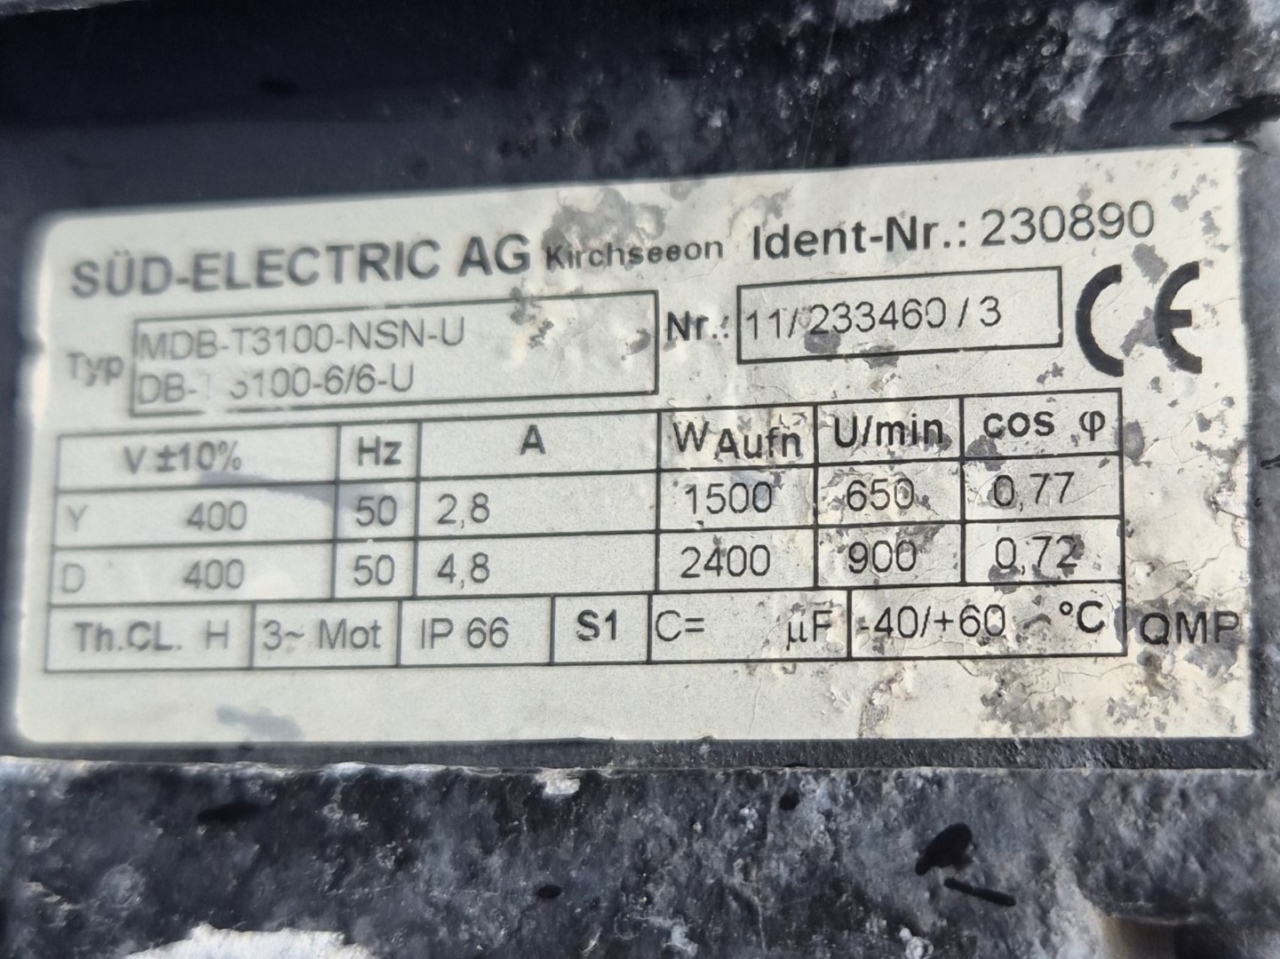 SÜD-ELECTRIC AG Kirchseeon Ident-Nr.: 230890
Typ MDB-T3100-NSN-U Nr.: 11/233460/3 CE
6/6-U
V ±10% Hz A W Aufn U/min cos φ
Y 400 50 2,8 1500 650 0,77
D 400 50 4,8 2400 900 0,72
Th.CL. H 3~ Mot IP 66 S1 C= µF -40/+60 °C QMP